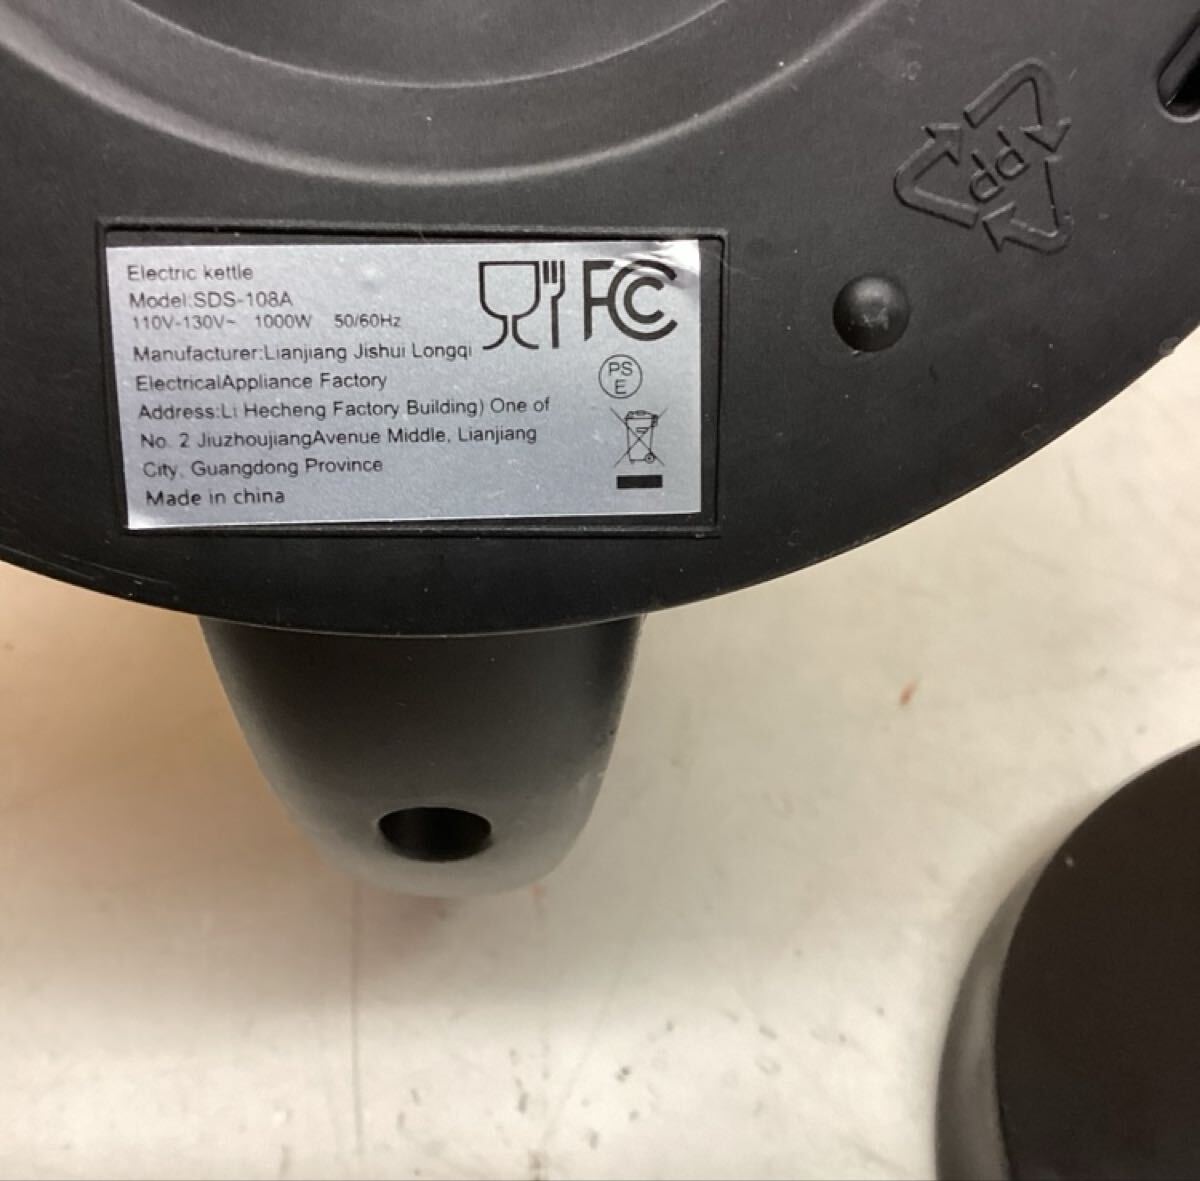 Electric kettle
Model:SDS-108A
110V-130V~ 1000W 50/60Hz
Manufacturer:Lianjiang Jishui Longqi
ElectricalAppliance Factory
Address:Li Hecheng Factory Building) One of
No. 2 JiuzhoujiangAvenue Middle, Lianjiang
City, Guangdong Province
Made in china
FC
PS
E
PP